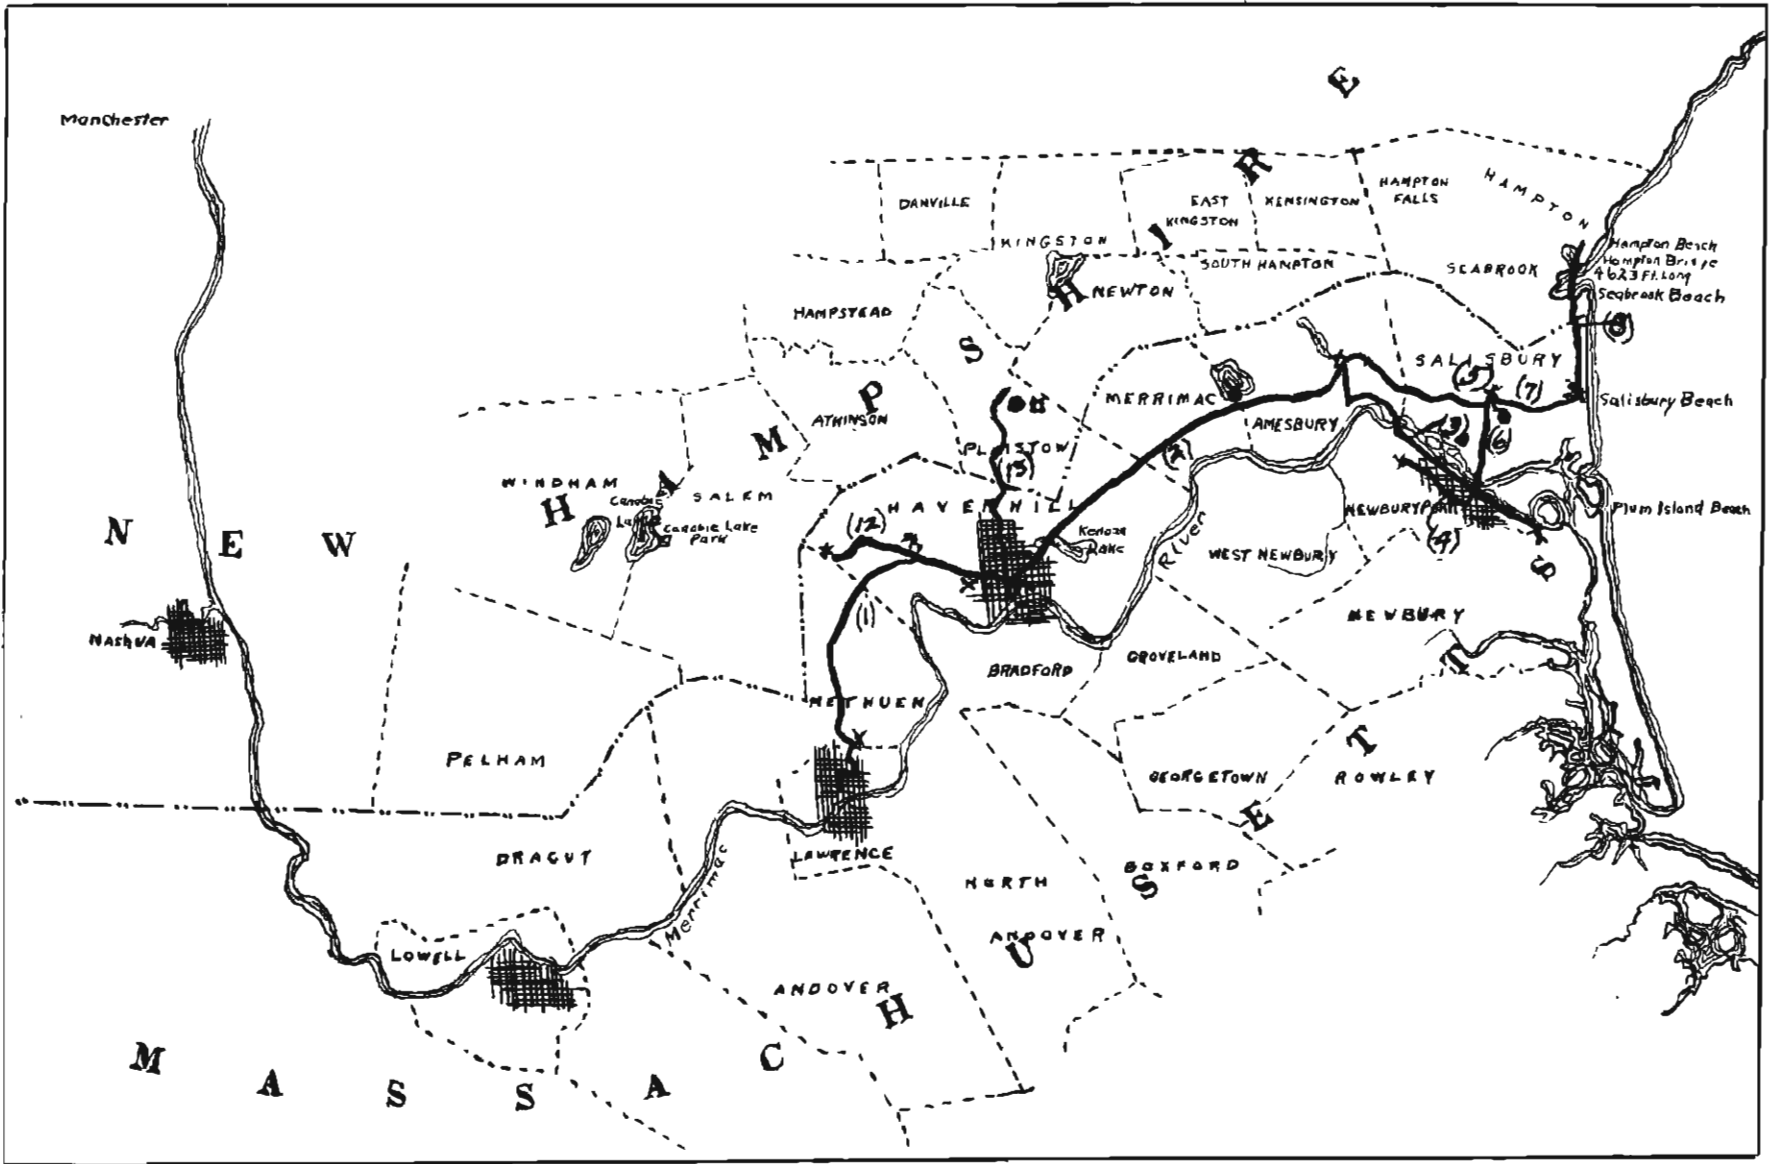 Manchester
NEW HAMPSHIRE
DANVILLE
KINGSTON
EAST
KINGSTON
KENSINGTON
HAMPTON
FALLS
HAMPTON
SOUTH HAMPTON
SEABROOK
Hampton Beach
Hampton Bridge
4623 Ft. Long
Seabrook Beach
(8)
HAMPSTEAD
NEWTON
SALISBURY
(5)
(7)
Salisbury Beach
MERRIMAC
ATKINSON
AMESBURY
(3)
(6)
PLAISTOW
(13)
(2)
WINDHAM
SALEM
Canobie
Lake
Canobie Lake
Park
HAVERHILL
(12)
Kenoza
Lake
NEWBURYPORT
(4)
Plum Island Beach
River
WEST NEWBURY
(1)
NASHUA
NEWBURY
BRADFORD
GROVELAND
METHUEN
PELHAM
GEORGETOWN
ROWLEY
DRACUT
LAWRENCE
BOXFORD
NORTH
ANDOVER
Merrimac
LOWELL
ANDOVER
MASSACHUSETTS